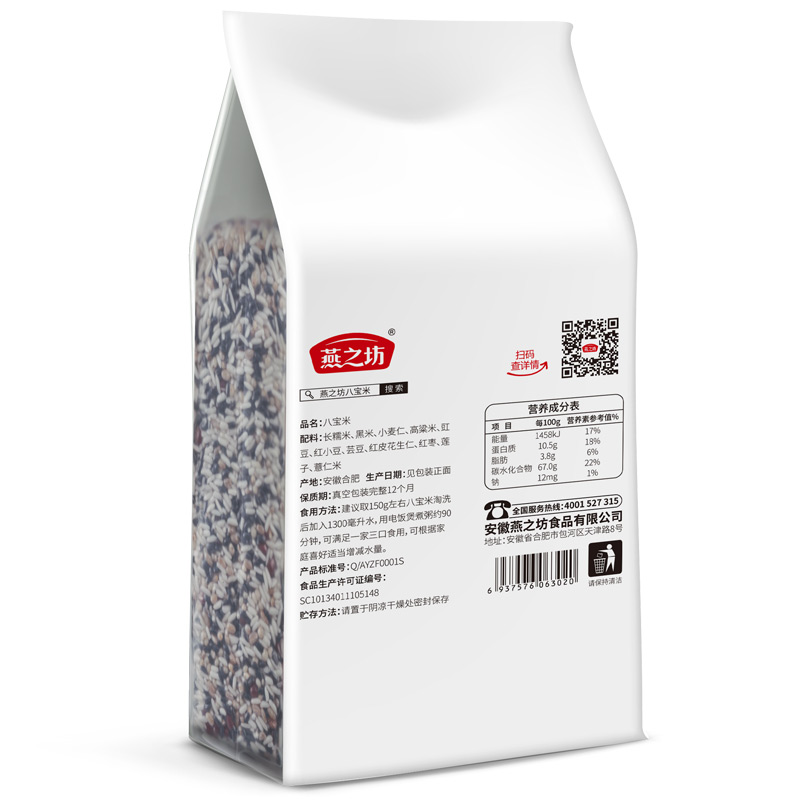 燕之坊®
燕之坊八宝米 搜索
品名：八宝米
配料：长糯米、黑米、小麦仁、高粱米、豇
豆、红小豆、芸豆、红皮花生仁、红枣、莲
子、薏仁米
产地：安徽合肥 生产日期：见包装正面
保质期：真空包装完整12个月
食用方法：建议取150g左右八宝米淘洗
后加入1300毫升水，用电饭煲煮粥约90
分钟，可满足一家三口食用，可根据家
庭喜好适当增减水量。
产品标准号：Q/AYZF0001S
食品生产许可证编号：
SC10134011105148
贮存方法：请置于阴凉干燥处密封保存
扫码
查详情
燕之坊
营养成分表
项 目 每100g 营养素参考值%
能量 1458kJ 17%
蛋白质 10.5g 18%
脂肪 3.8g 6%
碳水化合物 67.0g 22%
钠 12mg 1%
全国服务热线：4001 527 315
安徽燕之坊食品有限公司
地址：安徽省合肥市包河区天津路8号
6 937576 063020
请保持清洁